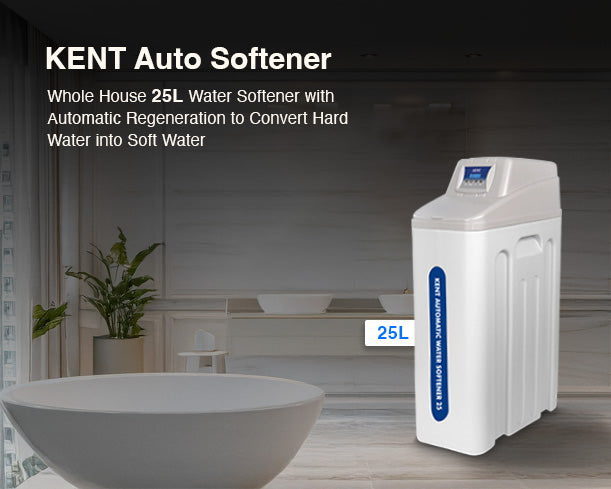 KENT Auto Softener
Whole House 25L Water Softener with
Automatic Regeneration to Convert Hard
Water into Soft Water
25L
KENT AUTOMATIC WATER SOFTENER 25